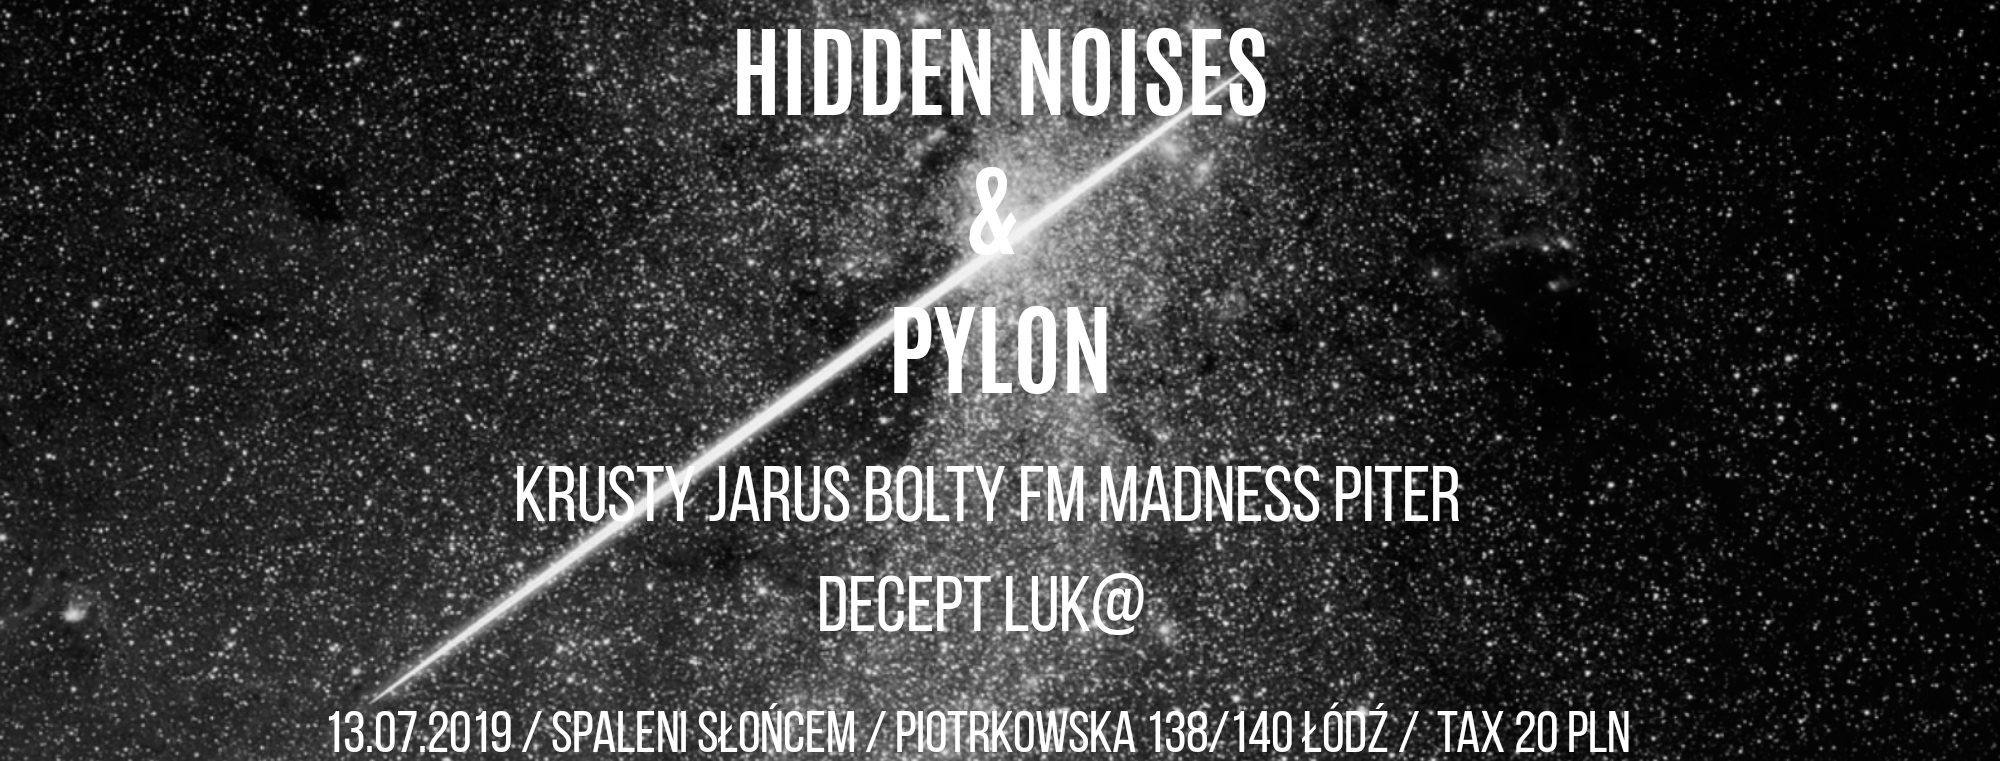 HIDDEN NOISES
&
PYLON
KRUSTY JARUS BOLTY FM MADNESS PITER
DECEPT LUK@
13.07.2019 / SPALENI SŁOŃCEM / PIOTRKOWSKA 138/140 ŁÓDŹ / TAX 20 PLN